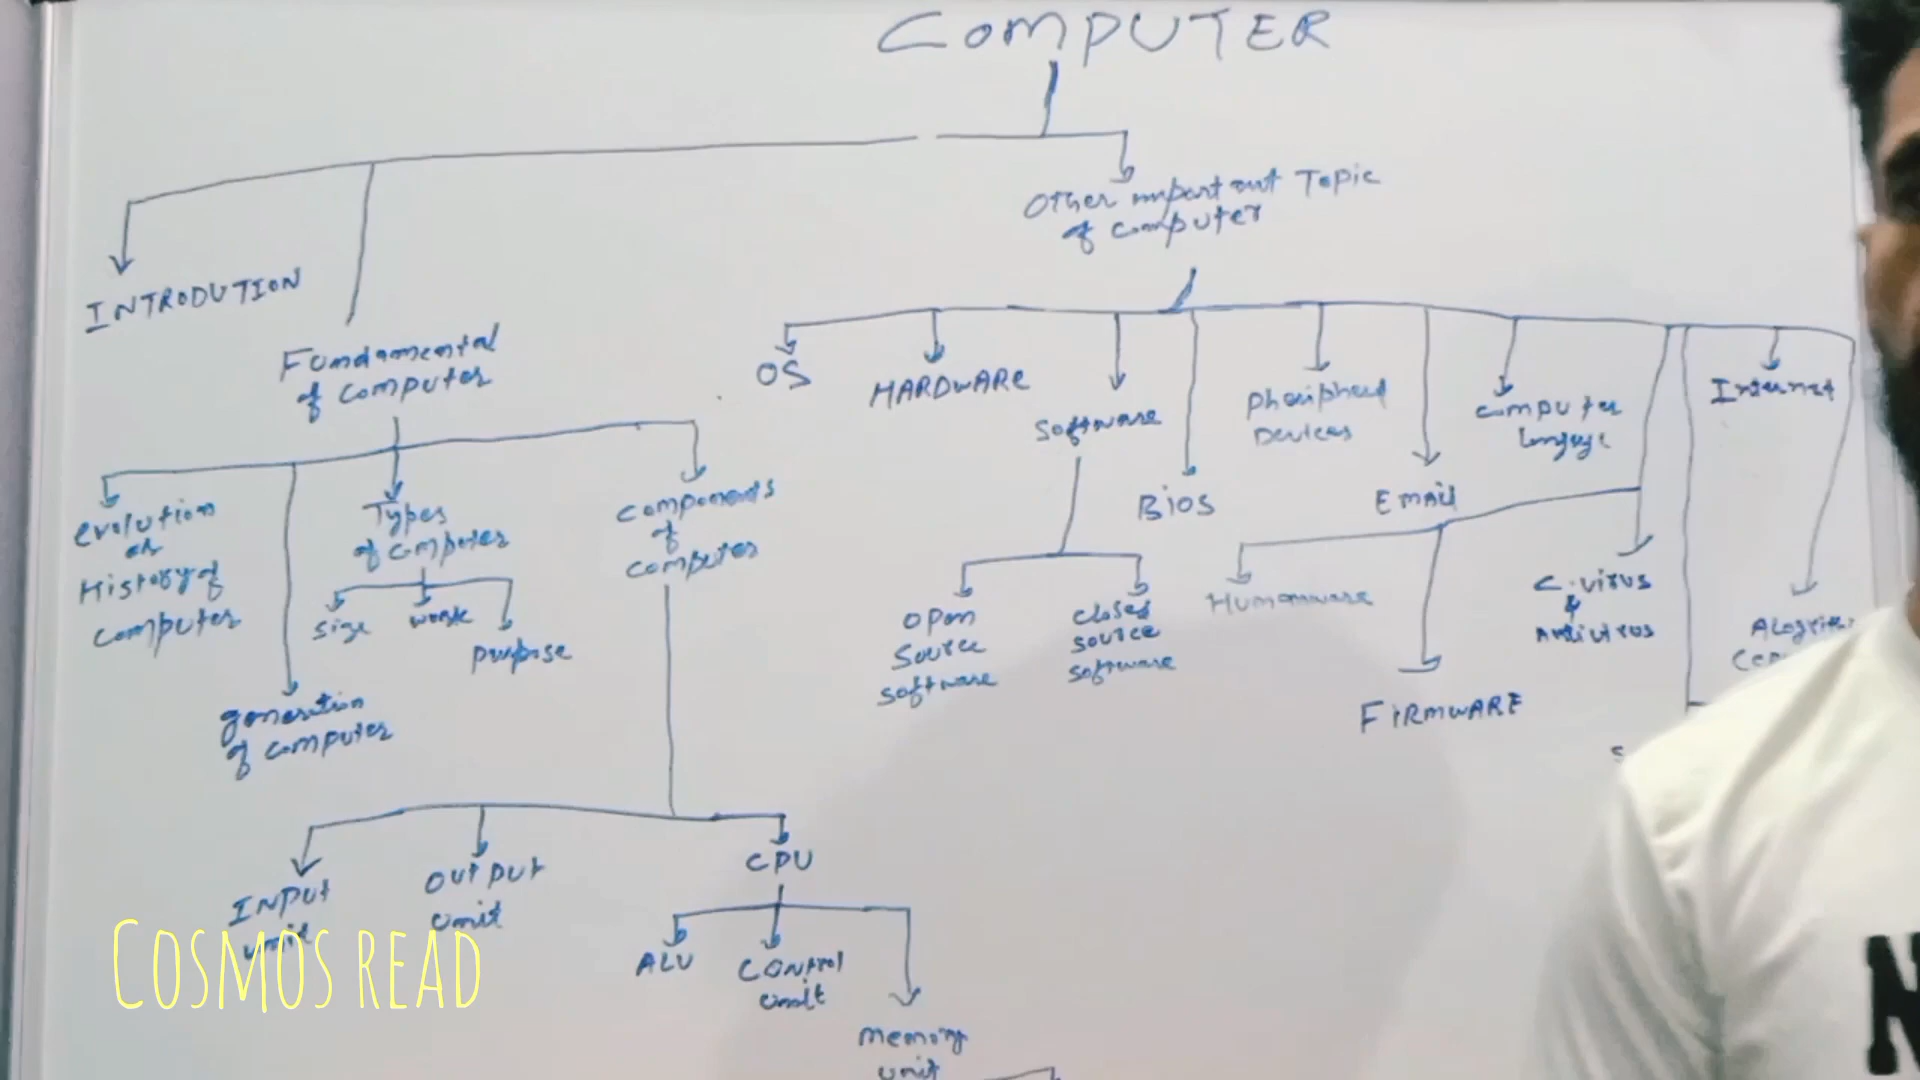 COMPUTER
Other important Topic
of computer
INTRODUTION
Fundamental
of computer
OS
HARDWARE
Software
BIOS
Devices
EMAIL
computer
Internet
evolution
or
History of
computer
Types
of computer
size
work
purpose
components
of
computer
generation
of computer
open
source
software
closed
source
software
Humanware
FIRMWARE
C.virus
&
Antivirus
INPUT
unit
OUTPUT
unit
CPU
ALU
control
unit
memory
unit
COSMOS READ